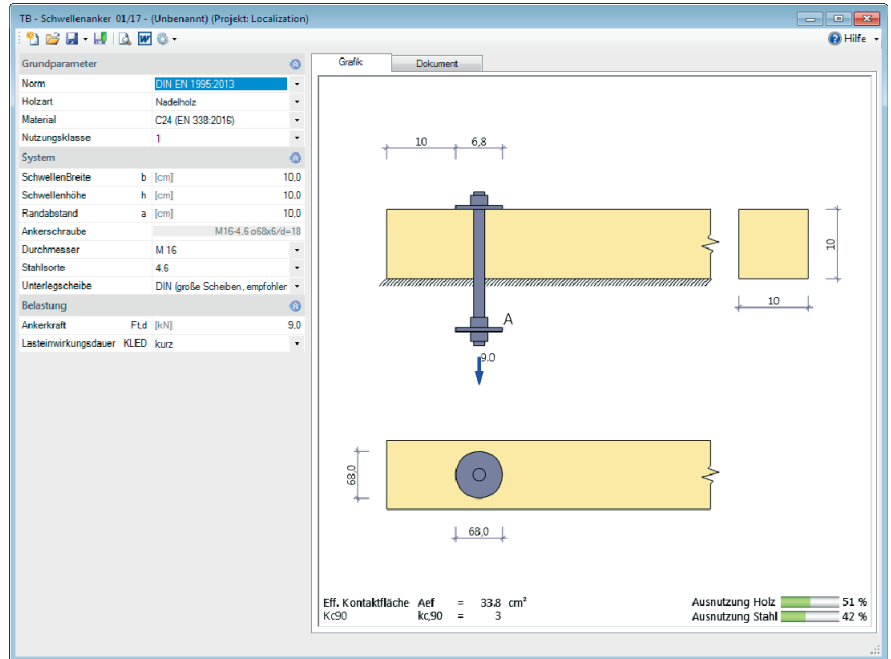 TB - Schwellenanker 01/17 - (Unbenannt) (Projekt: Localization)
Hilfe
Grundparameter
Norm DIN EN 1995:2013
Holzart Nadelholz
Material C24 (EN 338:2016)
Nutzungsklasse 1
System
SchwellenBreite b [cm] 10,0
Schwellenhöhe h [cm] 10,0
Randabstand a [cm] 10,0
Ankerschraube M16-4.6 o68x6/d=18
Durchmesser M 16
Stahlsorte 4.6
Unterlegscheibe DIN (große Scheiben, empfohlen
Belastung
Ankerkraft Ft,d [kN] 9,0
Lasteinwirkungsdauer KLED kurz
Grafik Dokument
10 6,8
10
10
A
9.0
68,0
68,0
Eff. Kontaktfläche Aef = 33.8 cm²
Kc90 kc,90 = 3
Ausnutzung Holz 51 %
Ausnutzung Stahl 42 %